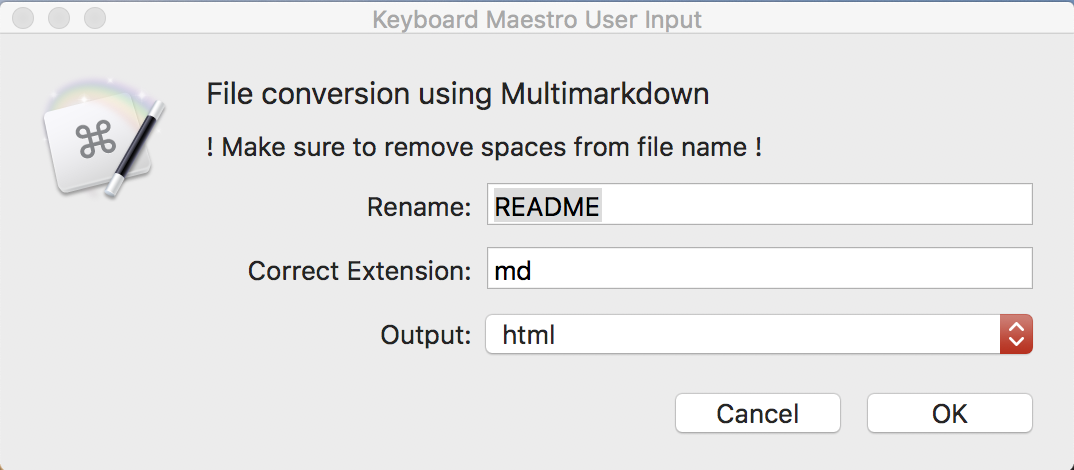 Keyboard Maestro User Input
File conversion using Multimarkdown
! Make sure to remove spaces from file name !
Rename: README
Correct Extension: md
Output: html
Cancel OK